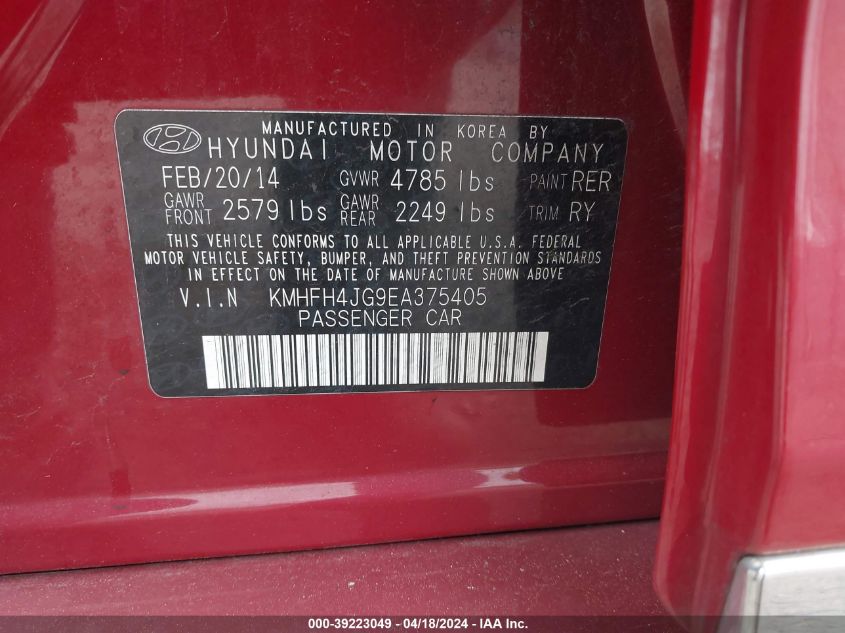 MANUFACTURED IN KOREA BY
HYUNDAI MOTOR COMPANY
FEB/20/14 GVWR 4785 lbs PAINT RER
GAWR FRONT 2579 lbs GAWR REAR 2249 lbs TRIM RY
THIS VEHICLE CONFORMS TO ALL APPLICABLE U.S.A. FEDERAL
MOTOR VEHICLE SAFETY, BUMPER, AND THEFT PREVENTION STANDARDS
IN EFFECT ON THE DATE OF MANUFACTURE SHOWN ABOVE
V.I.N KMHFH4JG9EA375405
PASSENGER CAR
000-39223049 - 04/18/2024 - IAA Inc.